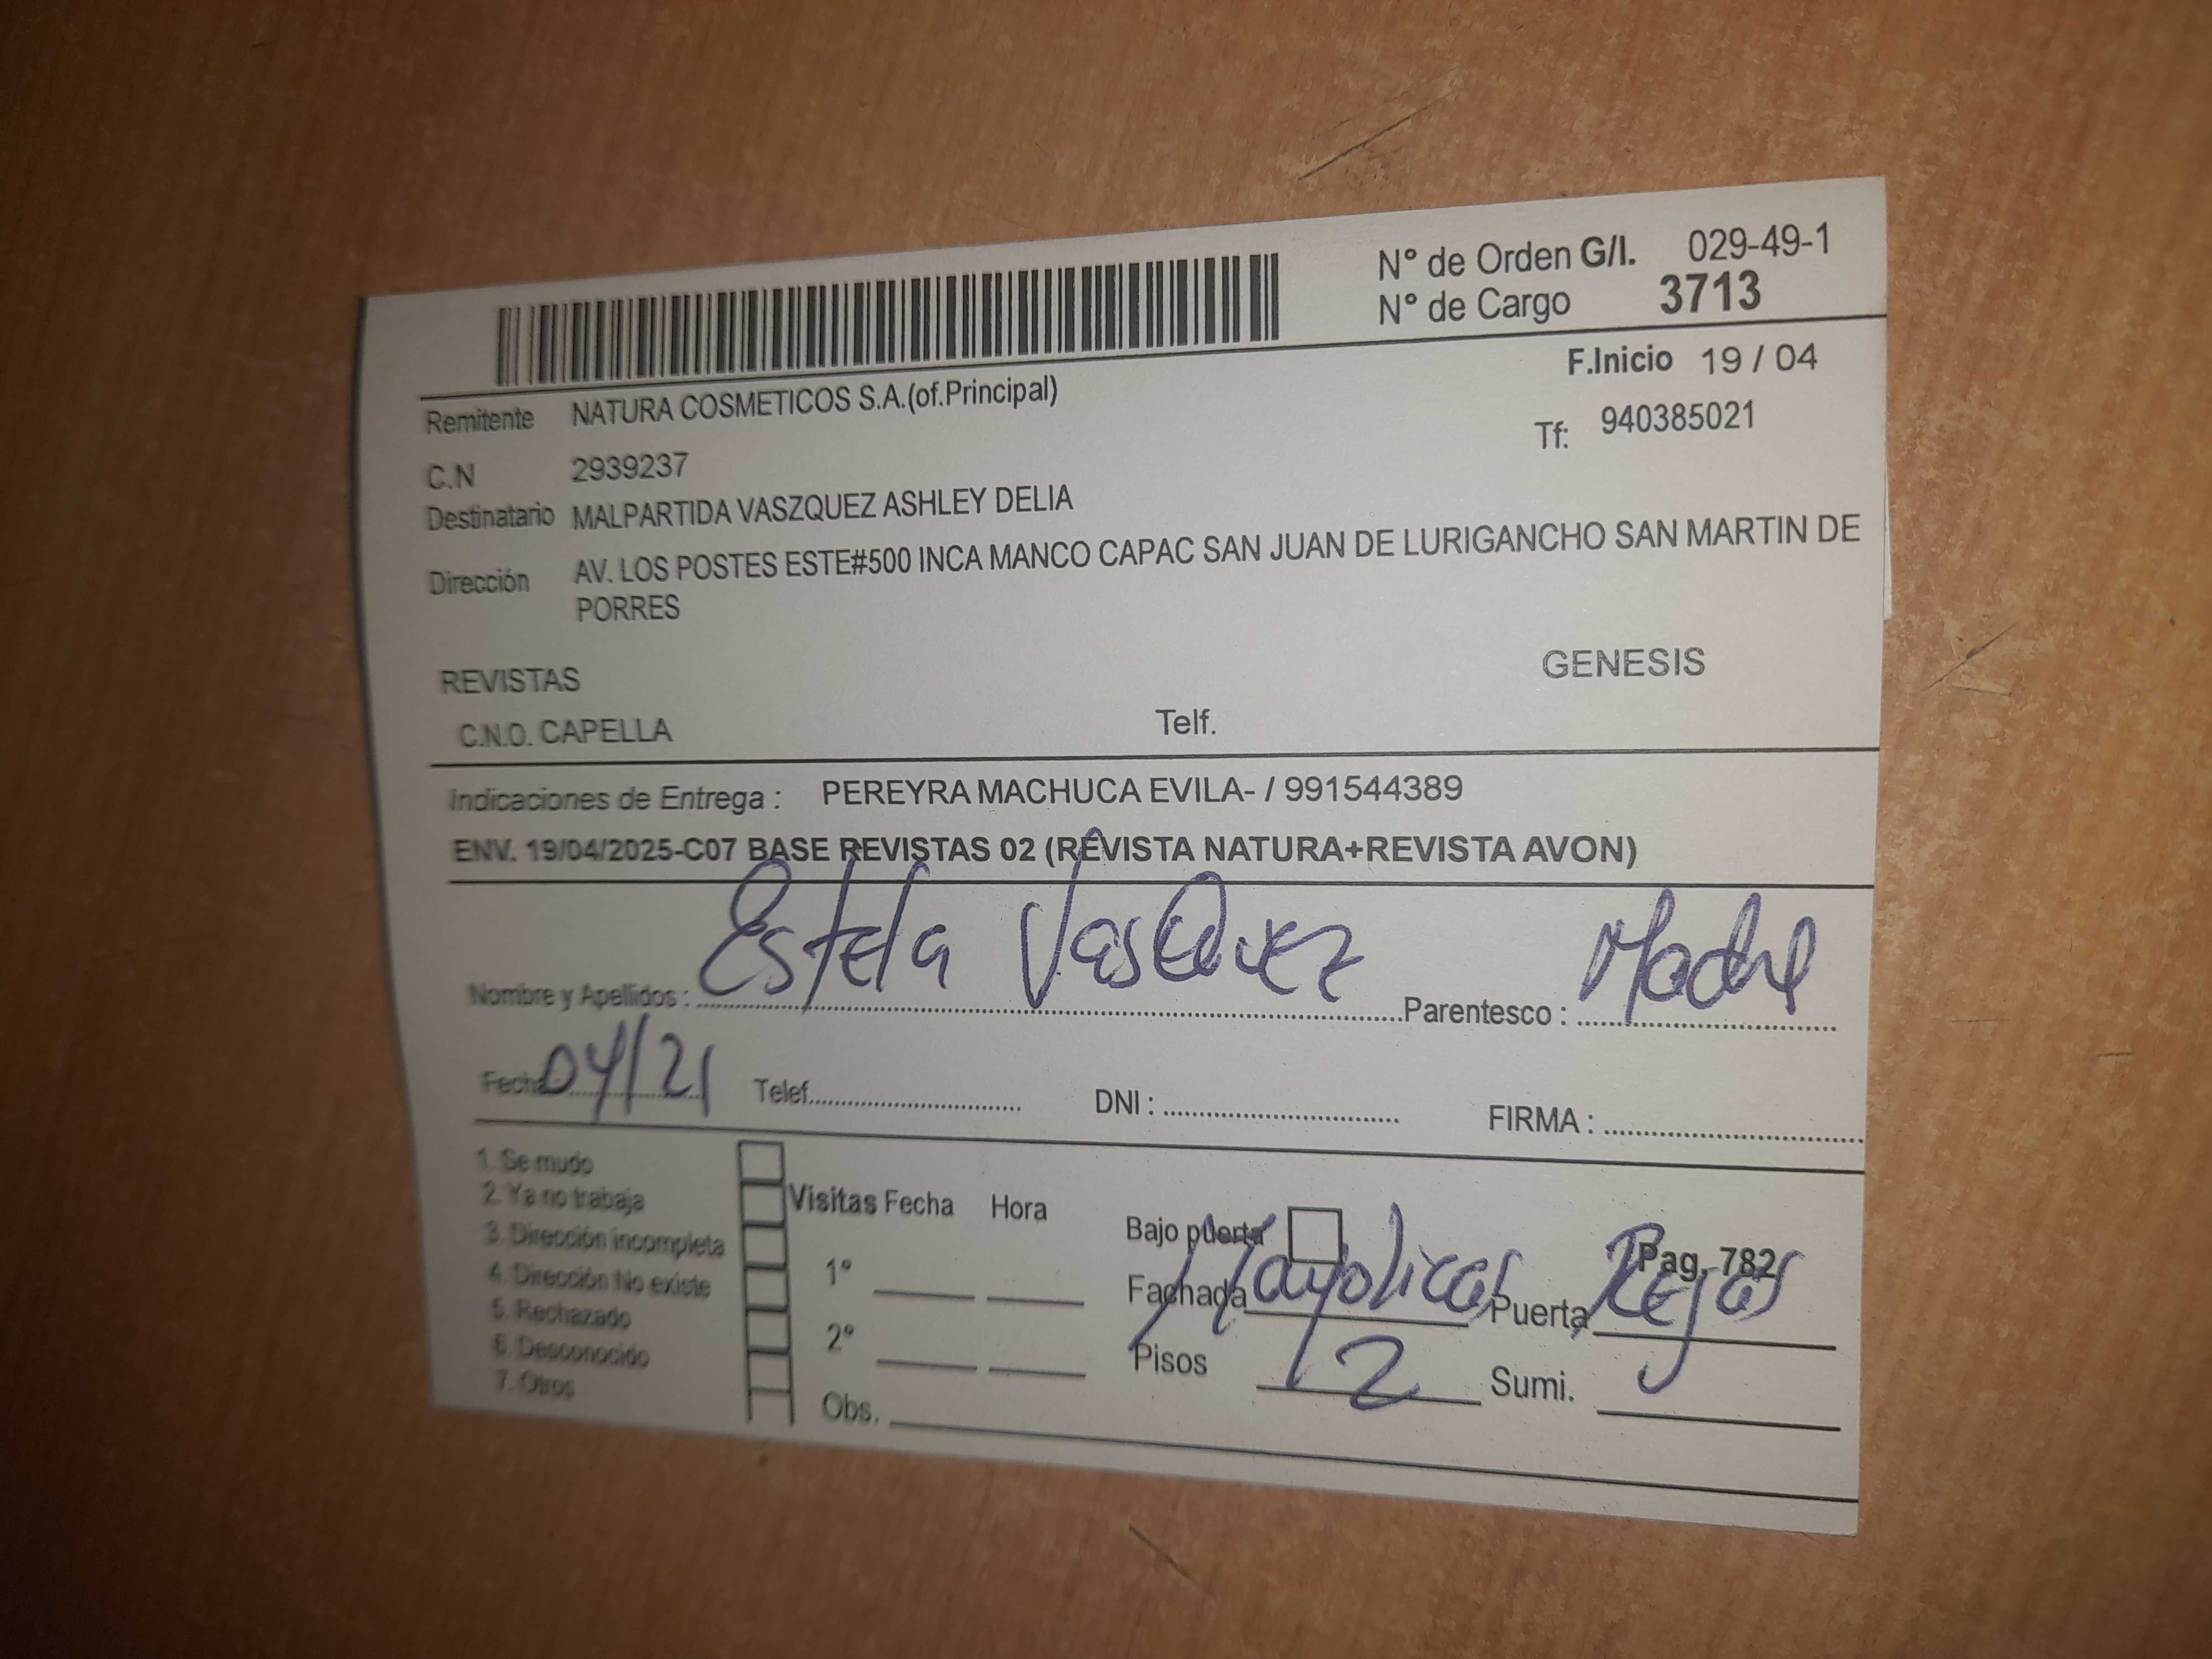 N° de Orden G/I. 029-49-1
N° de Cargo 3713
F.Inicio 19 / 04
Remitente NATURA COSMETICOS S.A.(of.Principal)
Tf: 940385021
C.N 2939237
Destinatario MALPARTIDA VASZQUEZ ASHLEY DELIA
Dirección AV. LOS POSTES ESTE#500 INCA MANCO CAPAC SAN JUAN DE LURIGANCHO SAN MARTIN DE
PORRES
REVISTAS GENESIS
C.N.O. CAPELLA Telf.
Indicaciones de Entrega : PEREYRA MACHUCA EVILA- / 991544389
ENV. 19/04/2025-C07 BASE REVISTAS 02 (REVISTA NATURA+REVISTA AVON)
Nombre y Apellidos : Estela Vasquez Parentesco : Madre
Fecha 04/21 Telef. DNI : FIRMA :
1. Se mudo
2. Ya no trabaja
3. Dirección incompleta
4. Dirección No existe
5. Rechazado
6. Desconocido
7. Otros
Visitas Fecha Hora
1°
2°
Obs.
Bajo puerta Pag. 782
Fachada Mayolicas Puerta Rejas
Pisos 2 Sumi.